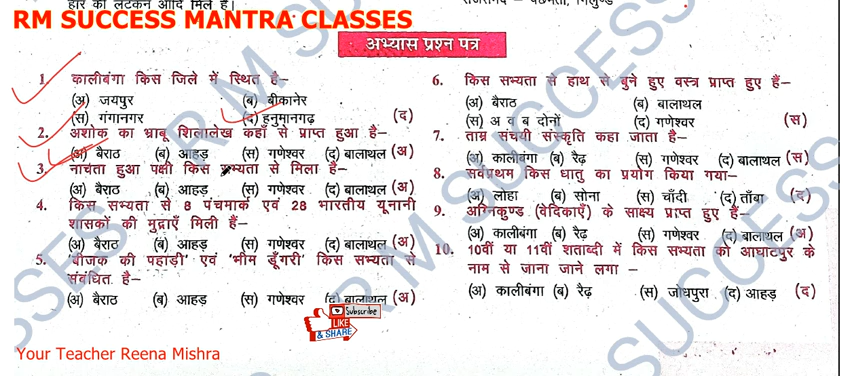 हार की लटकन आदि मिले हैं।
RM SUCCESS MANTRA CLASSES
अभ्यास प्रश्न पत्र
1. कालीबंगा किस जिले में स्थित है–
(अ) जयपुर (ब) बीकानेर
(स) गंगानगर (द) हनुमानगढ़ (द)
2. अशोक का भ्राबू शिलालेख कहाँ से प्राप्त हुआ है–
(अ) बैराठ (ब) आहड़ (स) गणेश्वर (द) बालाथल (अ)
3. नाचता हुआ पक्षी किस सभ्यता से मिला है–
(अ) बैराठ (ब) आहड़ (स) गणेश्वर (द) बालाथल (अ)
4. किस सभ्यता से 8 पंचमार्क एवं 28 भारतीय यूनानी
शासकों की मुद्राएँ मिली हैं–
(अ) बैराठ (ब) आहड़ (स) गणेश्वर (द) बालाथल (अ)
5. 'बीजक की पहाड़ी' एवं 'भीम डूँगरी' किस सभ्यता से
संबंधित है–
(अ) बैराठ (ब) आहड़ (स) गणेश्वर (द) बालाथल (अ)
6. किस सभ्यता से हाथ से बुने हुए वस्त्र प्राप्त हुए हैं–
(अ) बैराठ (ब) बालाथल
(स) अ व ब दोनों (द) गणेश्वर (स)
7. ताम्र संचयी संस्कृति कहा जाता है–
(अ) कालीबंगा (ब) रैढ़ (स) गणेश्वर (द) बालाथल (स)
8. सर्वप्रथम किस धातु का प्रयोग किया गया–
(अ) लोहा (ब) सोना (स) चाँदी (द) ताँबा (द)
9. अग्निकुण्ड (वेदिकाएँ) के साक्ष्य प्राप्त हुए हैं–
(अ) कालीबंगा (ब) रैढ़ (स) गणेश्वर (द) बालाथल (अ)
10. 10वीं या 11वीं शताब्दी में किस सभ्यता को आघाटपुर के
नाम से जाना जाने लगा –
(अ) कालीबंगा (ब) रैढ़ (स) जोधपुरा (द) आहड़ (द)
Subscribe
LIKE
& SHARE
Your Teacher Reena Mishra
RM SUCCESS